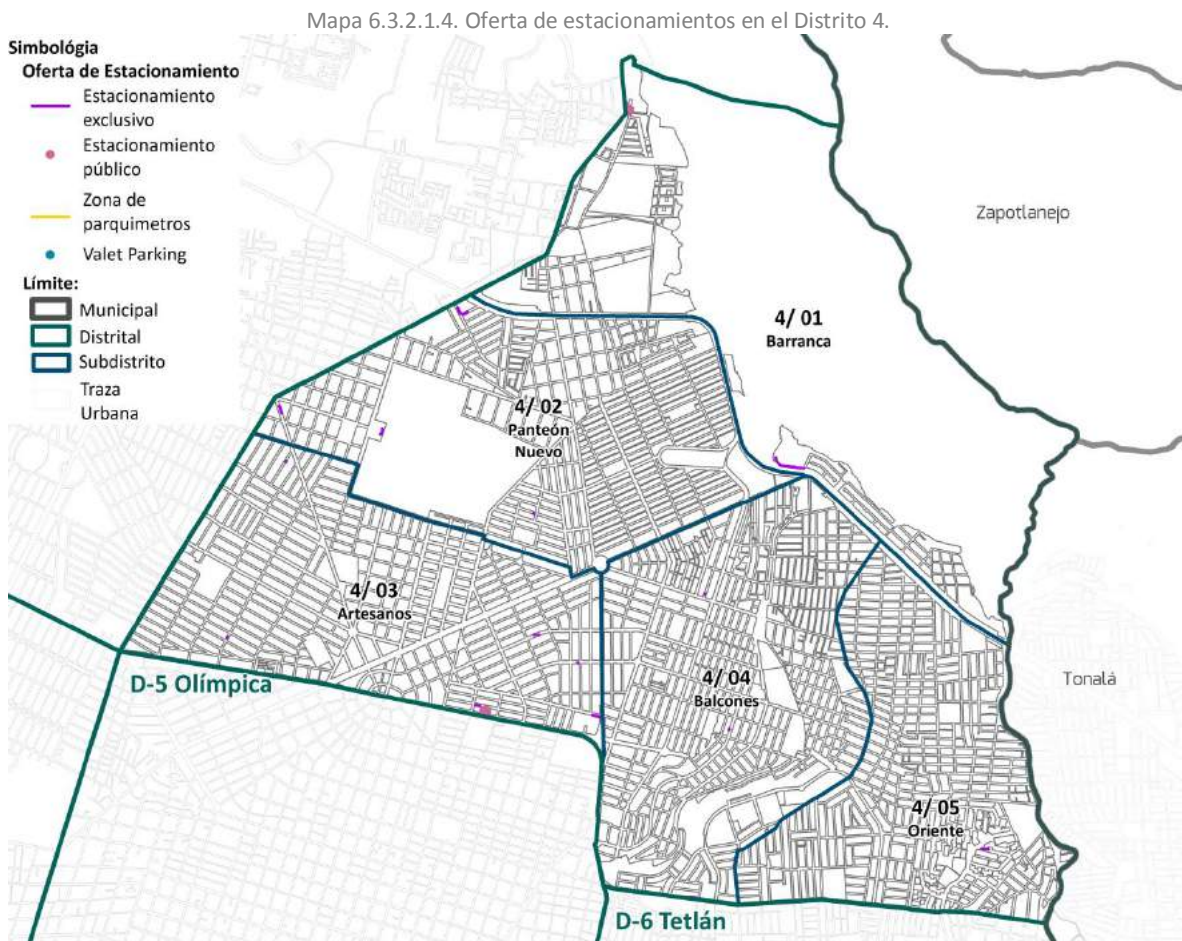 Mapa 6.3.2.1.4. Oferta de estacionamientos en el Distrito 4.
Simbológia
Oferta de Estacionamiento
Estacionamiento
exclusivo
Estacionamiento
público
Zona de
parquimetros
Valet Parking
Límite:
Municipal
Distrital
Subdistrito
Traza
Urbana
Zapotlanejo
4/ 01
Barranca
4/ 02
Panteón
Nuevo
4/ 03
Artesanos
4/ 04
Balcones
D-5 Olímpica
Tonalá
4/ 05
Oriente
D-6 Tetlán